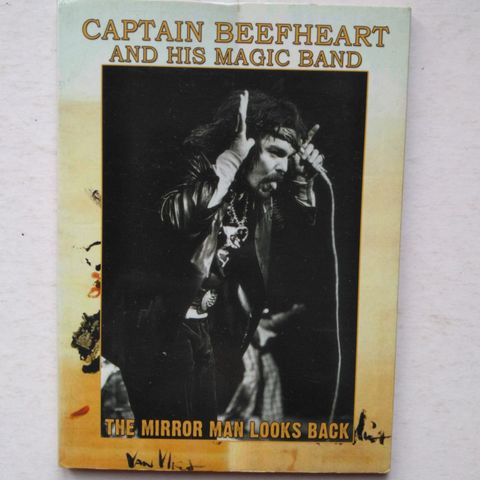 CAPTAIN BEEFHEART
AND HIS MAGIC BAND
THE MIRROR MAN LOOKS BACK
VAN Vliet